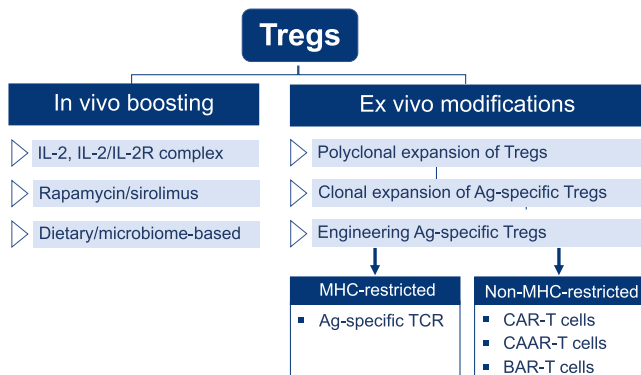 Tregs
In vivo boosting
IL-2, IL-2/IL-2R complex
Rapamycin/sirolimus
Dietary/microbiome-based
Ex vivo modifications
Polyclonal expansion of Tregs
Clonal expansion of Ag-specific Tregs
Engineering Ag-specific Tregs
MHC-restricted
Ag-specific TCR
Non-MHC-restricted
CAR-T cells
CAAR-T cells
BAR-T cells